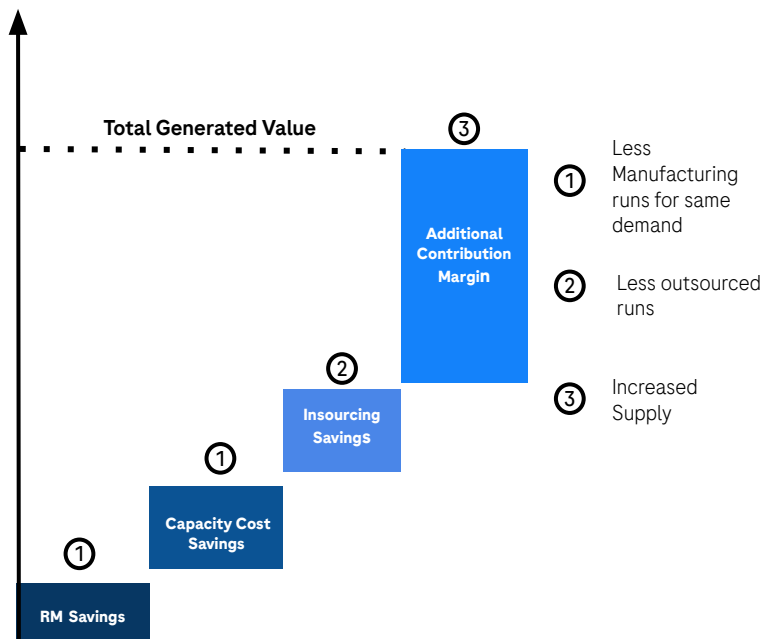 Total Generated Value
3
Additional
Contribution
Margin
2
Insourcing
Savings
1
Capacity Cost
Savings
1
RM Savings
1
Less
Manufacturing
runs for same
demand
2
Less outsourced
runs
3
Increased
Supply